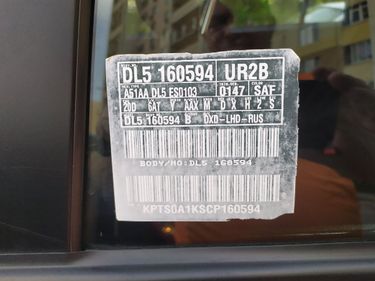 DL5 160594 UR2B
A51AA DL5 ES0103 0147 SAF
20D 6AT V AAX M D X H 2 S
DL5 160594 B DXD-LHD-RUS
BODY/NO: DL5 160594
KPTS0A1KSCP160594